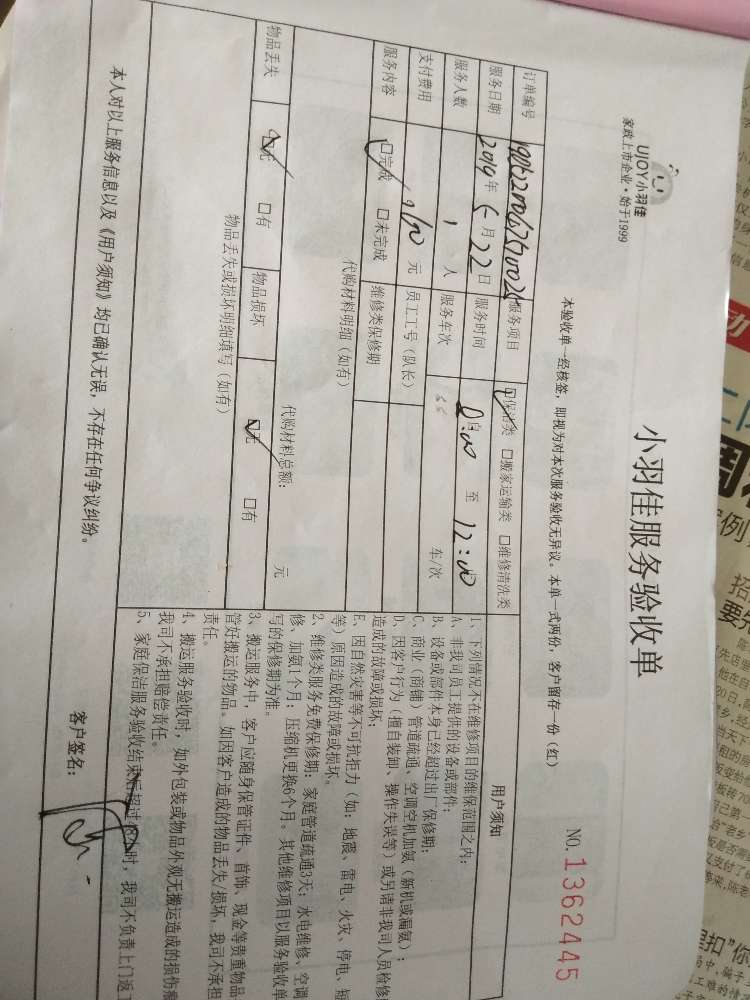 UJOY小羽佳
家政上市企业·始于1999
小羽佳服务验收单
NO. 1362445
本验收单一经核签，即视为对本次服务验收无异议。本单一式两份，客户留存一份（红）
订单编号 服务项目 保洁类 □搬家运输类 □维修清洗类
服务日期 2019年 6月22日 服务时间 自 8:00 至 12:00
服务人数 1 人 服务车次 车/次
支付费用 元 员工工号（队长）
服务内容 完成 □未完成 维修类保修期
代购材料明细（如有）
代购材料总额： 元
物品丢失 无 □有 物品损坏 无 □有
物品丢失或损坏明细填写（如有）
用户须知
1、下列情况不在维修项目的维保范围之内：
A、非我司员工提供的设备或部件；
B、设备或部件本身已经超过出厂保修期；
C、商业（商铺）管道疏通、空调空机加氨（新机或漏氨）；
D、因客户行为（擅自装卸、操作失误等）或另请非我司人员检修
造成的故障或损坏；
E、因自然灾害等不可抗拒力（如：地震、雷电、火灾、停电、短
等）原因造成的故障或损坏。
2、维修类服务免费保修期：家庭管道疏通3天；水电维修、空调
修、加氨1个月；压缩机更换6个月。其他维修项目以服务验收单
写的保修期为准。
3、搬运服务中，客户应随身保管证件、首饰、现金等贵重物品
管好搬运的物品。如因客户造成的物品丢失/损坏，我司不承担
责任。
4、搬运服务验收时，如外包装或物品外观无搬运造成的损伤痕
我司不承担赔偿责任。
5、家庭保洁服务验收结束后超过48小时，我司不负责上门返
本人对以上服务信息以及《用户须知》均已确认无误，不存在任何争议纠纷。
客户签名：